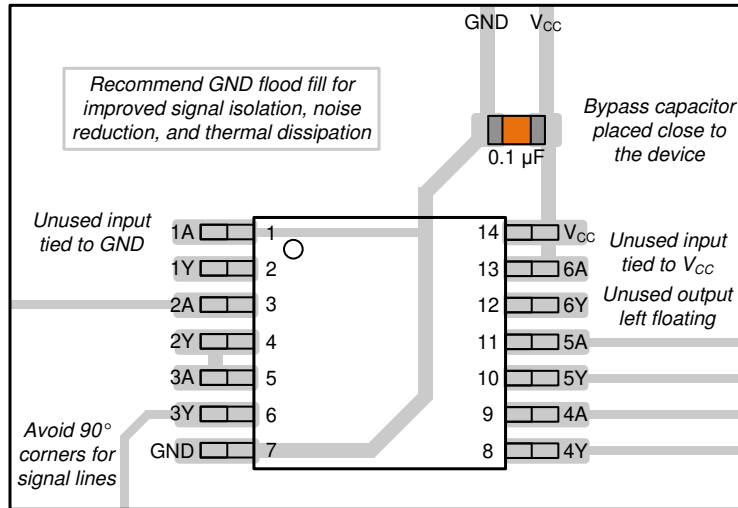 GND VCC
Recommend GND flood fill for
improved signal isolation, noise
reduction, and thermal dissipation
Bypass capacitor
placed close to
the device
0.1 µF
Unused input
tied to GND
1A 1 14 VCC
1Y 2 13 6A
2A 3 12 6Y
2Y 4 11 5A
3A 5 10 5Y
3Y 6 9 4A
GND 7 8 4Y
Unused input
tied to VCC
Unused output
left floating
Avoid 90°
corners for
signal lines